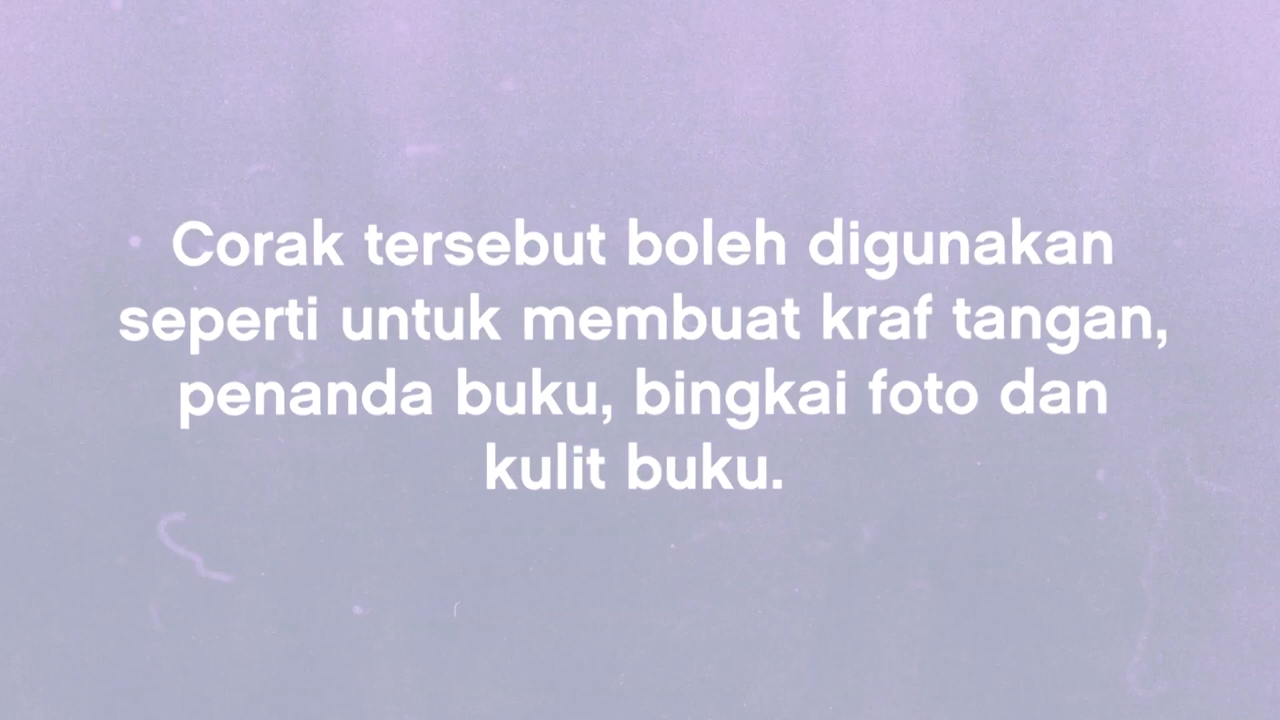 Corak tersebut boleh digunakan
seperti untuk membuat kraf tangan,
penanda buku, bingkai foto dan
kulit buku.